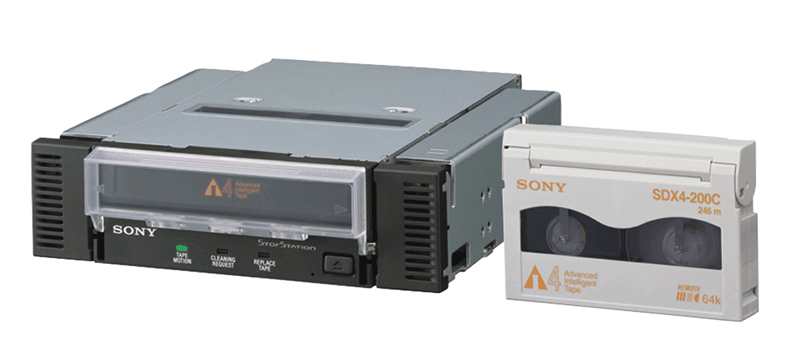 4 Advanced
Intelligent
Tape
SONY
StorStation
TAPE
MOTION
CLEANING
REQUEST
REPLACE
TAPE
SONY
SDX4-200C
246 m
4 Advanced
Intelligent
Tape
REMOTE
64k